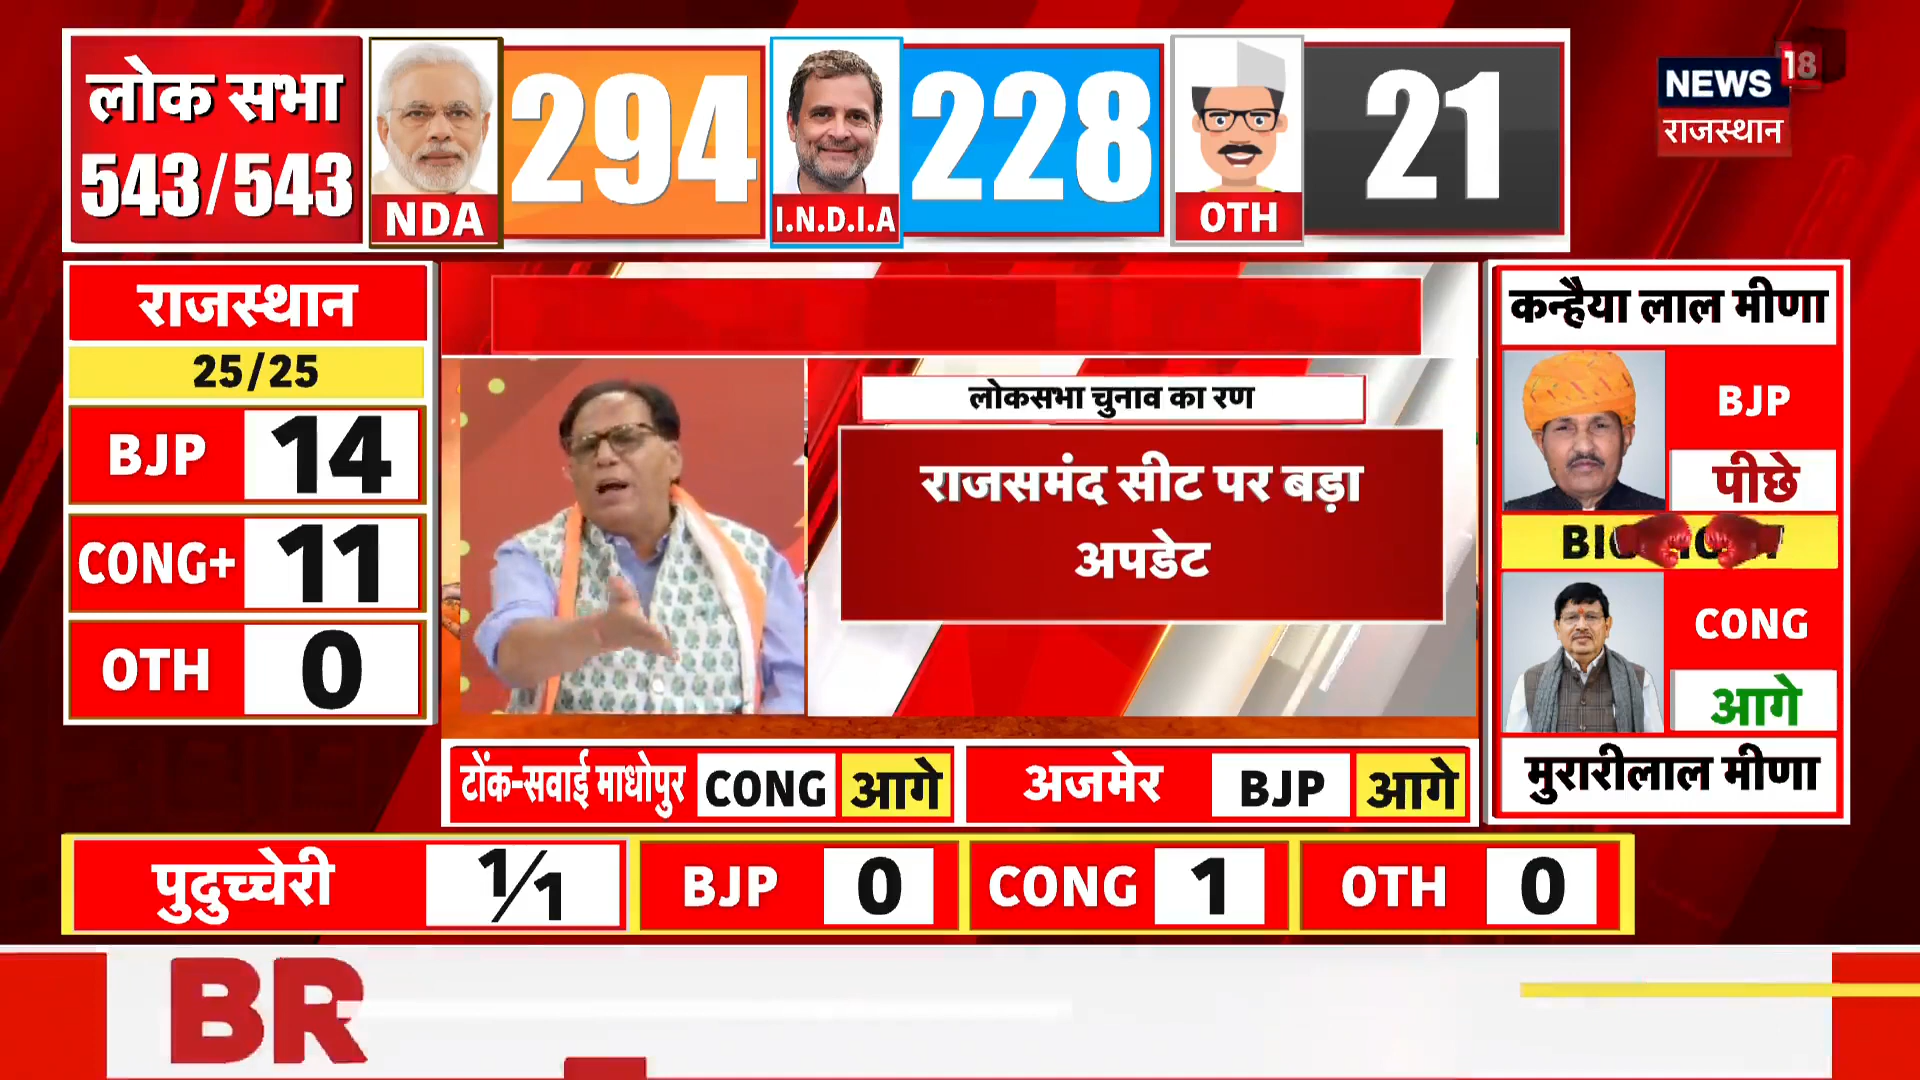 लोक सभा
543/543
NDA
294
I.N.D.I.A
228
OTH
21
NEWS
18
राजस्थान
राजस्थान
25/25
BJP
14
CONG+
11
OTH
0
लोकसभा चुनाव का रण
राजसमंद सीट पर बड़ा
अपडेट
कन्हैया लाल मीणा
BJP
पीछे
CONG
आगे
मुरारीलाल मीणा
टोंक-सवाई माधोपुर CONG आगे
अजमेर BJP आगे
पुदुच्चेरी 1/1 BJP 0 CONG 1 OTH 0
BR